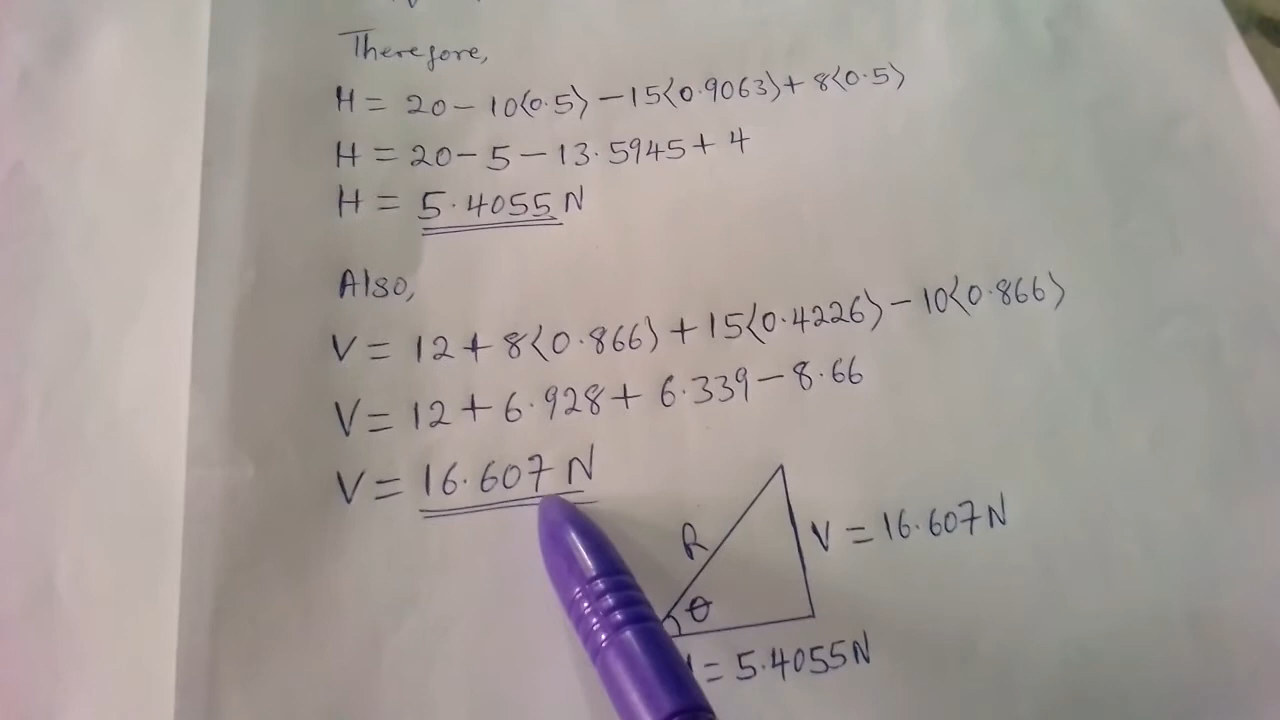 Therefore,
H = 20 - 10(0.5) - 15(0.9063) + 8(0.5)
H = 20 - 5 - 13.5945 + 4
H = 5.4055 N
Also,
V = 12 + 8(0.866) + 15(0.4226) - 10(0.866)
V = 12 + 6.928 + 6.339 - 8.66
V = 16.607 N
R
V = 16.607 N
θ
= 5.4055 N